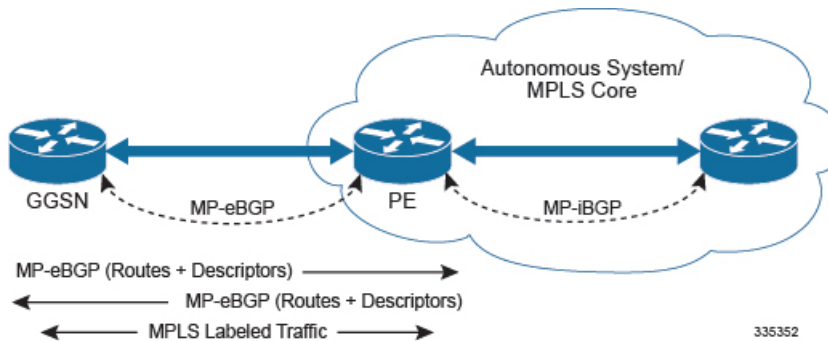 Autonomous System/
MPLS Core
GGSN
MP-eBGP
PE
MP-iBGP
MP-eBGP (Routes + Descriptors)
MP-eBGP (Routes + Descriptors)
MPLS Labeled Traffic
335352